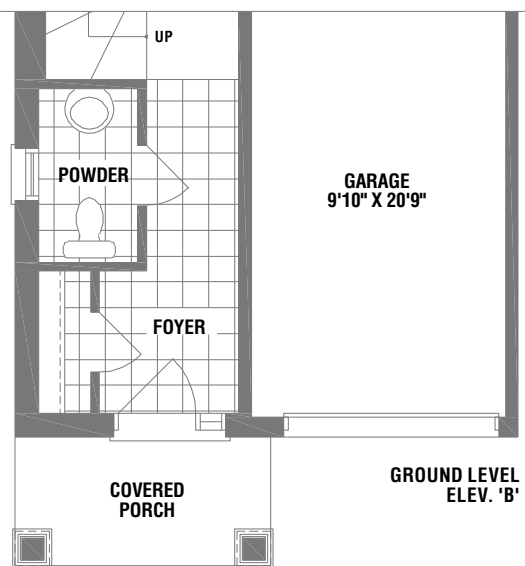 UP
POWDER
GARAGE
9'10" X 20'9"
FOYER
COVERED
PORCH
GROUND LEVEL
ELEV. 'B'